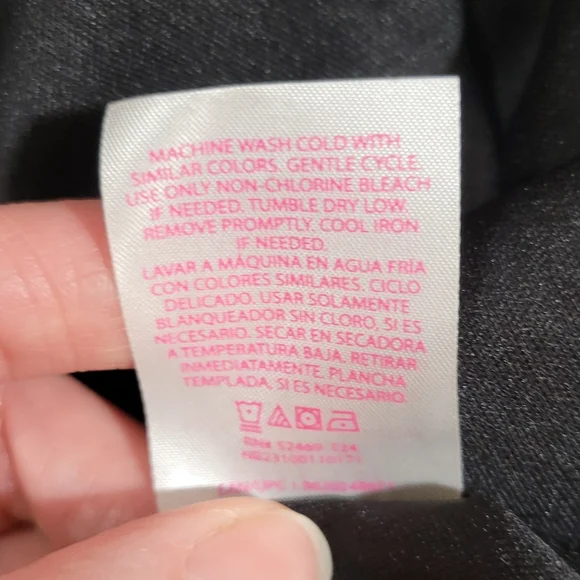 MACHINE WASH COLD WITH
SIMILAR COLORS. GENTLE CYCLE.
USE ONLY NON-CHLORINE BLEACH
IF NEEDED. TUMBLE DRY LOW.
REMOVE PROMPTLY. COOL IRON
IF NEEDED.
LAVAR A MÁQUINA EN AGUA FRÍA
CON COLORES SIMILARES. CICLO
DELICADO. USAR SOLAMENTE
BLANQUEADOR SIN CLORO, SI ES
NECESARIO. SECAR EN SECADORA
A TEMPERATURA BAJA. RETIRAR
INMEDIATAMENTE. PLANCHA
TEMPLADA, SI ES NECESARIO.
RN# 52469